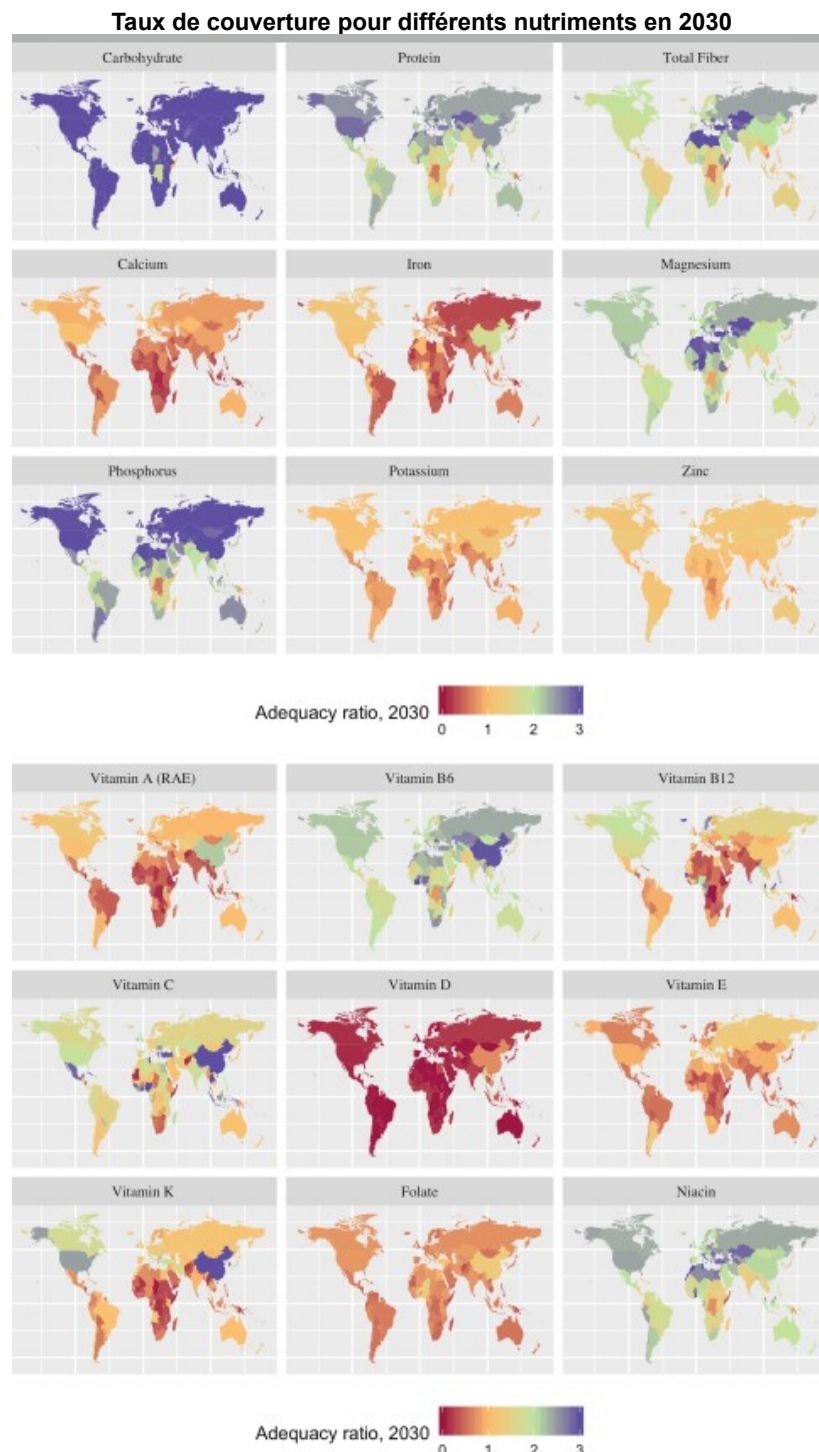 Taux de couverture pour différents nutriments en 2030
Carbohydrate Protein Total Fiber
Calcium Iron Magnesium
Phosphorus Potassium Zinc
Adequacy ratio, 2030
0 1 2 3
Vitamin A (RAE) Vitamin B6 Vitamin B12
Vitamin C Vitamin D Vitamin E
Vitamin K Folate Niacin
Adequacy ratio, 2030
0 1 2 3